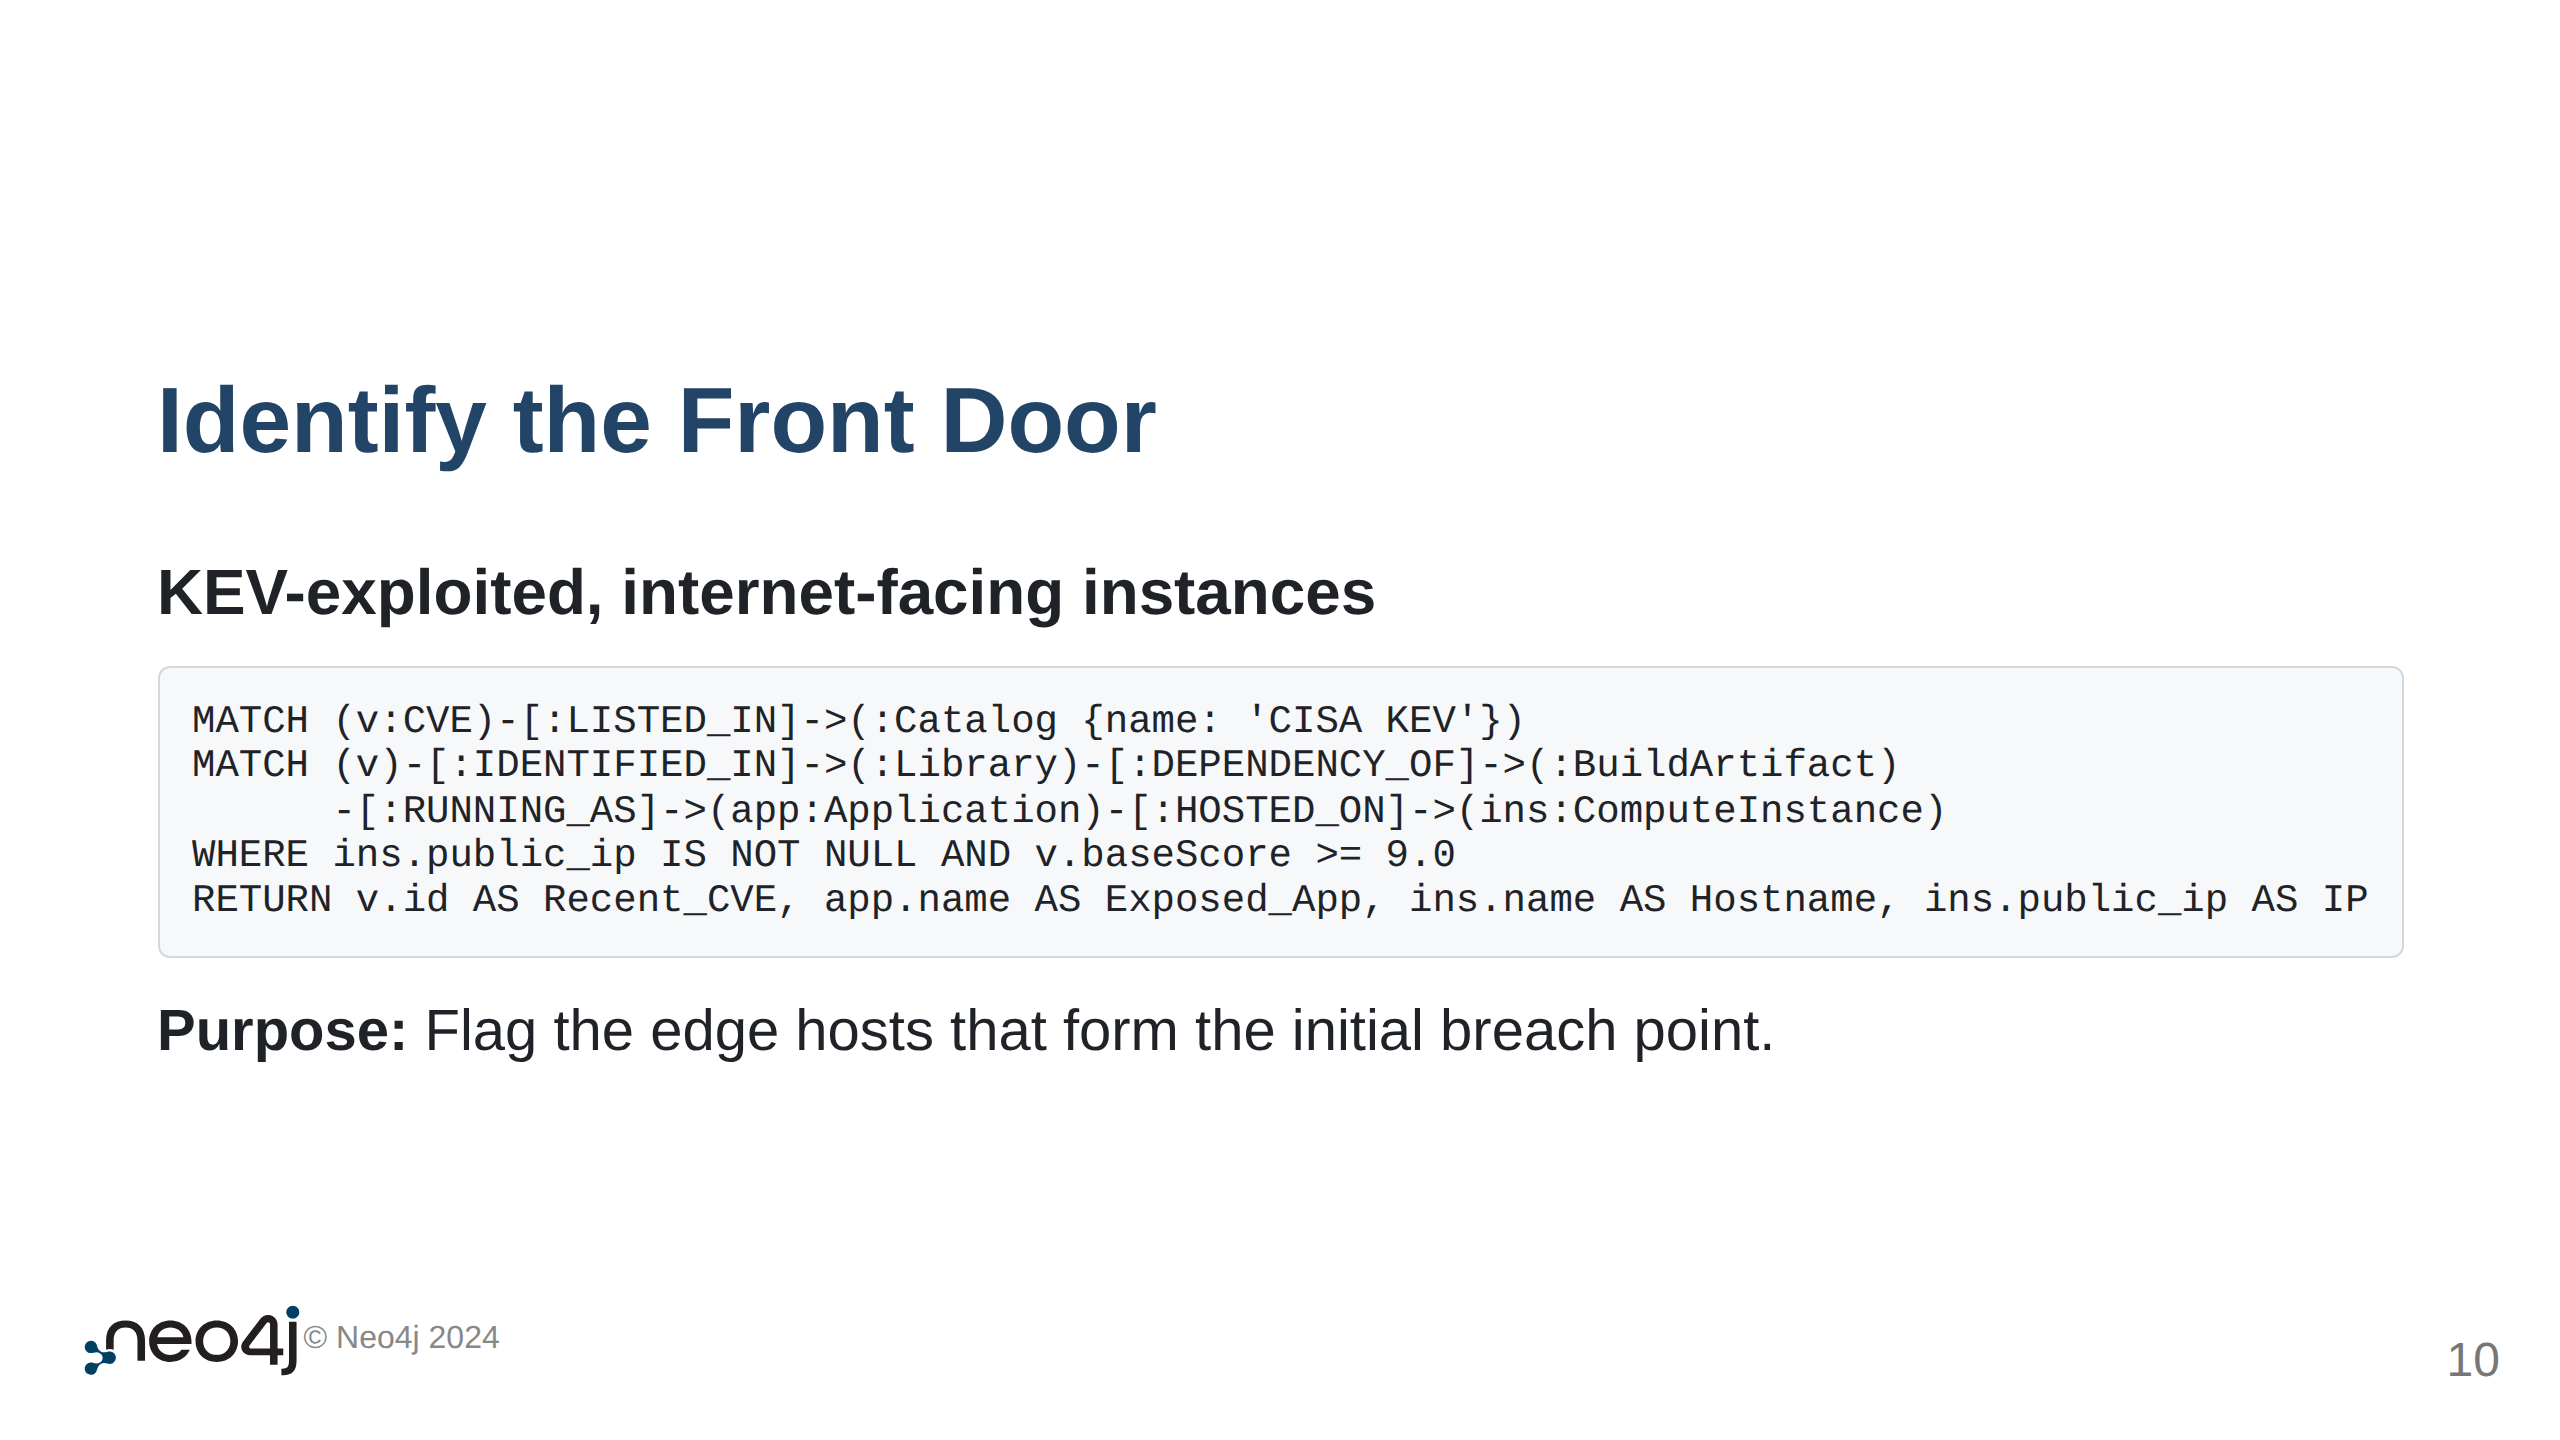 Identify the Front Door
KEV-exploited, internet-facing instances
MATCH (v:CVE)-[:LISTED_IN]->(:Catalog {name: 'CISA KEV'})
MATCH (v)-[:IDENTIFIED_IN]->(:Library)-[:DEPENDENCY_OF]->(:BuildArtifact)
      -[:RUNNING_AS]->(app:Application)-[:HOSTED_ON]->(ins:ComputeInstance)
WHERE ins.public_ip IS NOT NULL AND v.baseScore >= 9.0
RETURN v.id AS Recent_CVE, app.name AS Exposed_App, ins.name AS Hostname, ins.public_ip AS IP
Purpose: Flag the edge hosts that form the initial breach point.
neo4j © Neo4j 2024
10